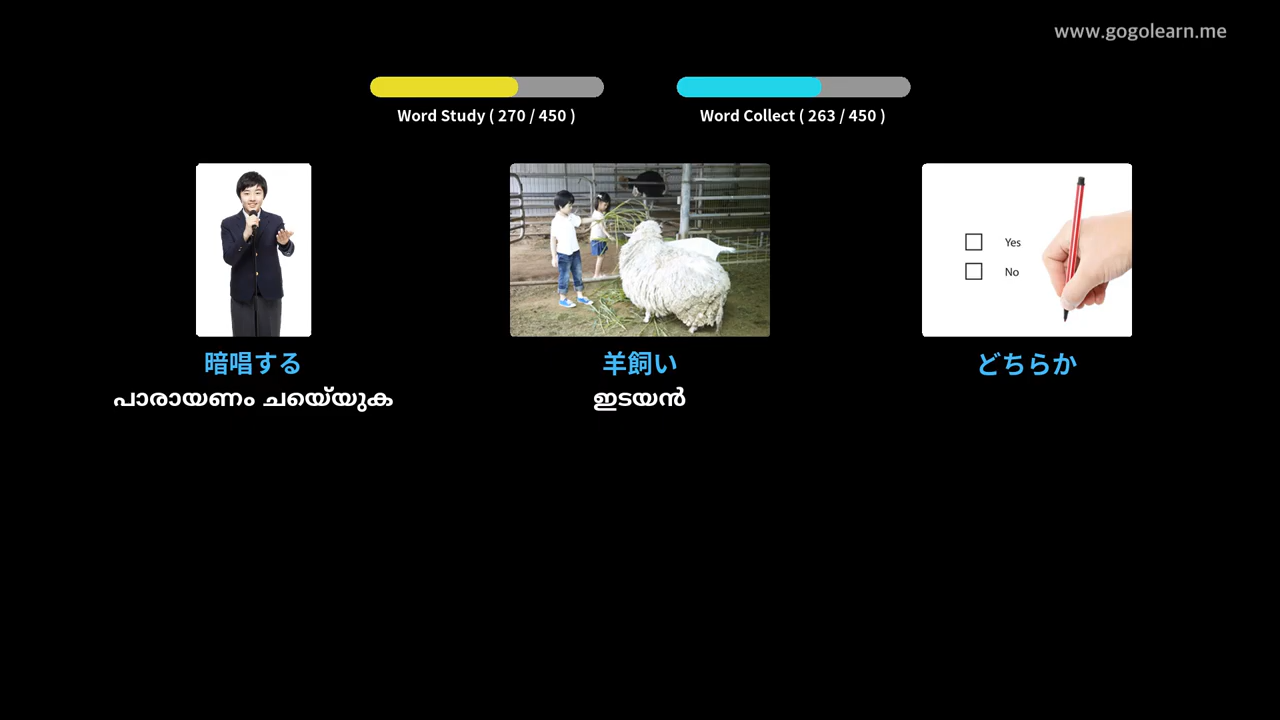 www.gogolearn.me
Word Study ( 270 / 450 )
Word Collect ( 263 / 450 )
Yes
No
暗唱する
羊飼い
どちらか
പാരായണം ചയ്യെുക
ഇടയൻ